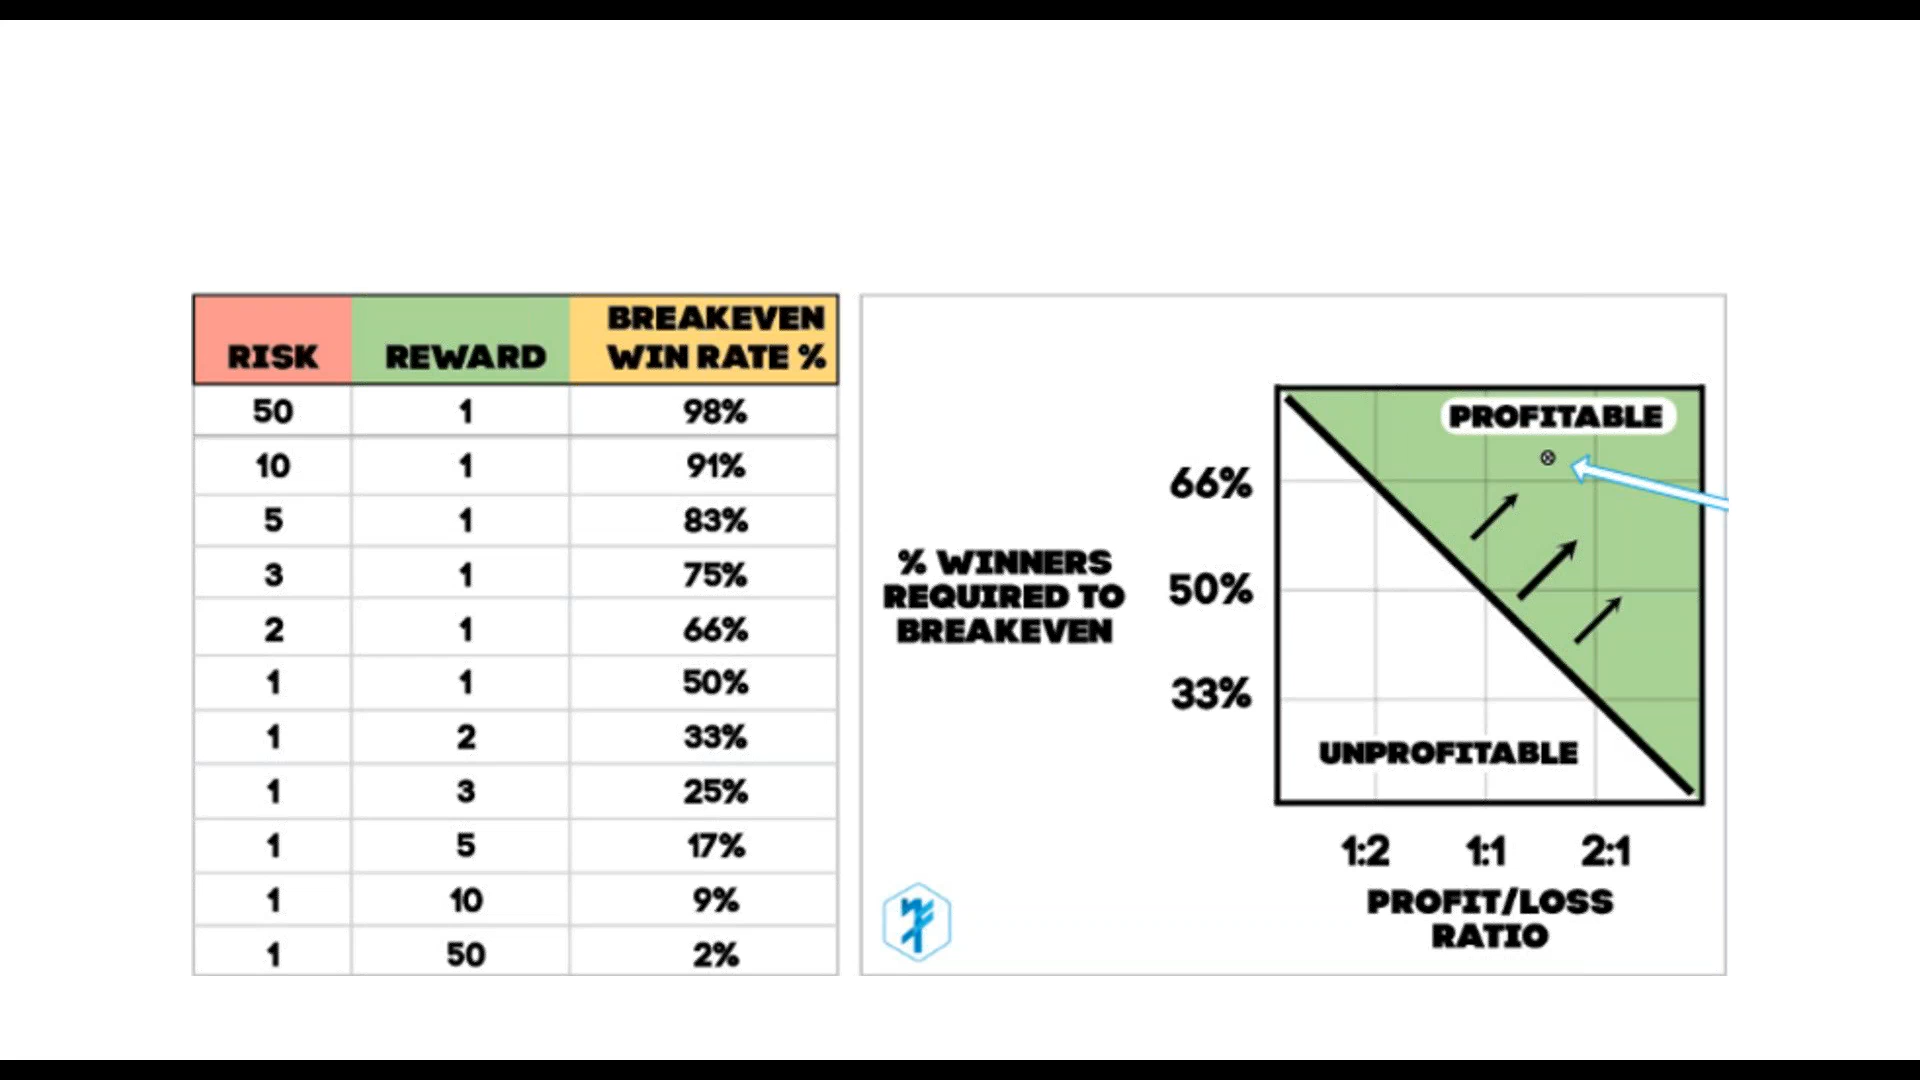 RISK REWARD BREAKEVEN WIN RATE %
50 1 98%
10 1 91%
5 1 83%
3 1 75%
2 1 66%
1 1 50%
1 2 33%
1 3 25%
1 5 17%
1 10 9%
1 50 2%
% WINNERS
REQUIRED TO
BREAKEVEN
66%
50%
33%
PROFITABLE
UNPROFITABLE
1:2 1:1 2:1
PROFIT/LOSS
RATIO